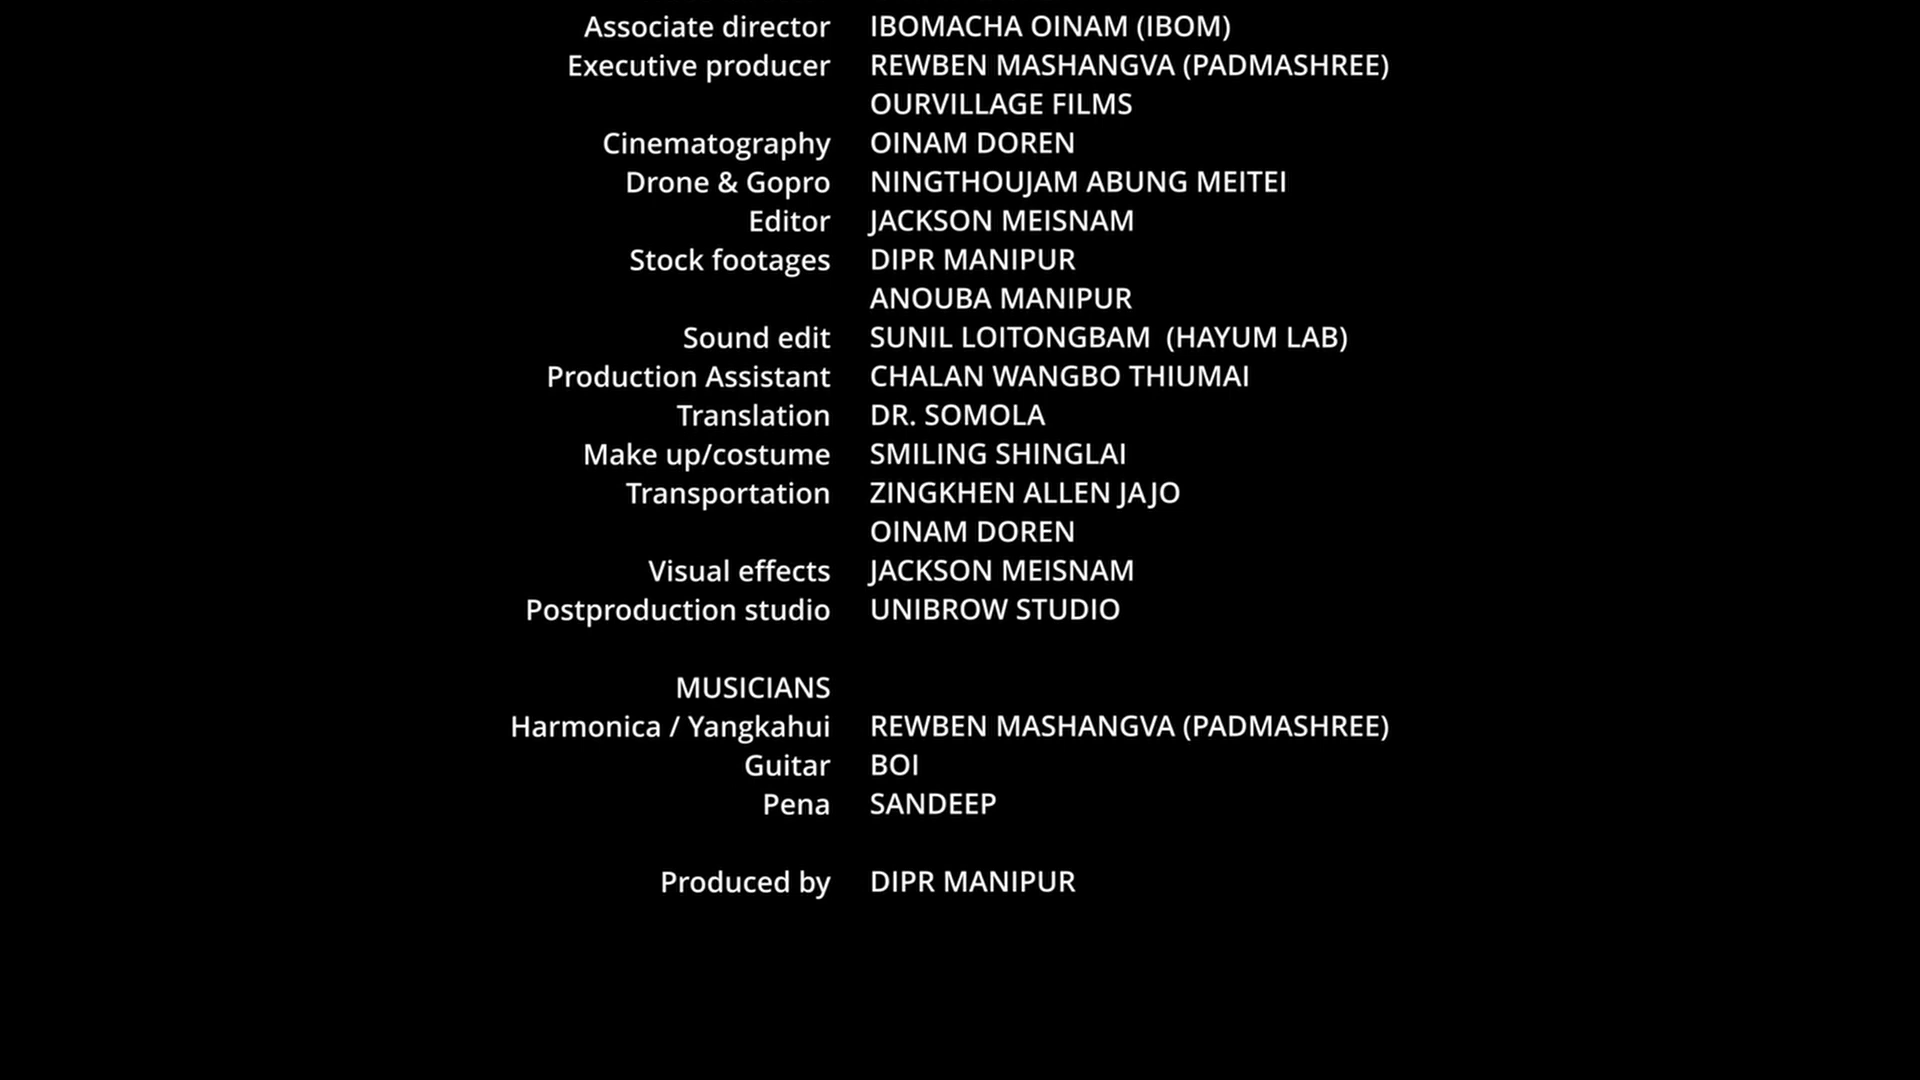 Associate director IBOMACHA OINAM (IBOM)
Executive producer REWBEN MASHANGVA (PADMASHREE)
OURVILLAGE FILMS
Cinematography OINAM DOREN
Drone & Gopro NINGTHOUJAM ABUNG MEITEI
Editor JACKSON MEISNAM
Stock footages DIPR MANIPUR
ANOUBA MANIPUR
Sound edit SUNIL LOITONGBAM (HAYUM LAB)
Production Assistant CHALAN WANGBO THIUMAI
Translation DR. SOMOLA
Make up/costume SMILING SHINGLAI
Transportation ZINGKHEN ALLEN JAJO
OINAM DOREN
Visual effects JACKSON MEISNAM
Postproduction studio UNIBROW STUDIO
MUSICIANS
Harmonica / Yangkahui REWBEN MASHANGVA (PADMASHREE)
Guitar BOI
Pena SANDEEP
Produced by DIPR MANIPUR